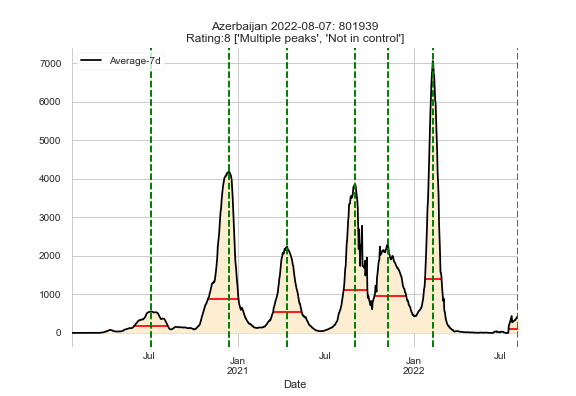 Azerbaijan 2022-08-07: 801939
Rating:8 ['Multiple peaks', 'Not in control']
Average-7d
7000
6000
5000
4000
3000
2000
1000
0
Jul
Jan
2021
Jul
Jan
2022
Jul
Date